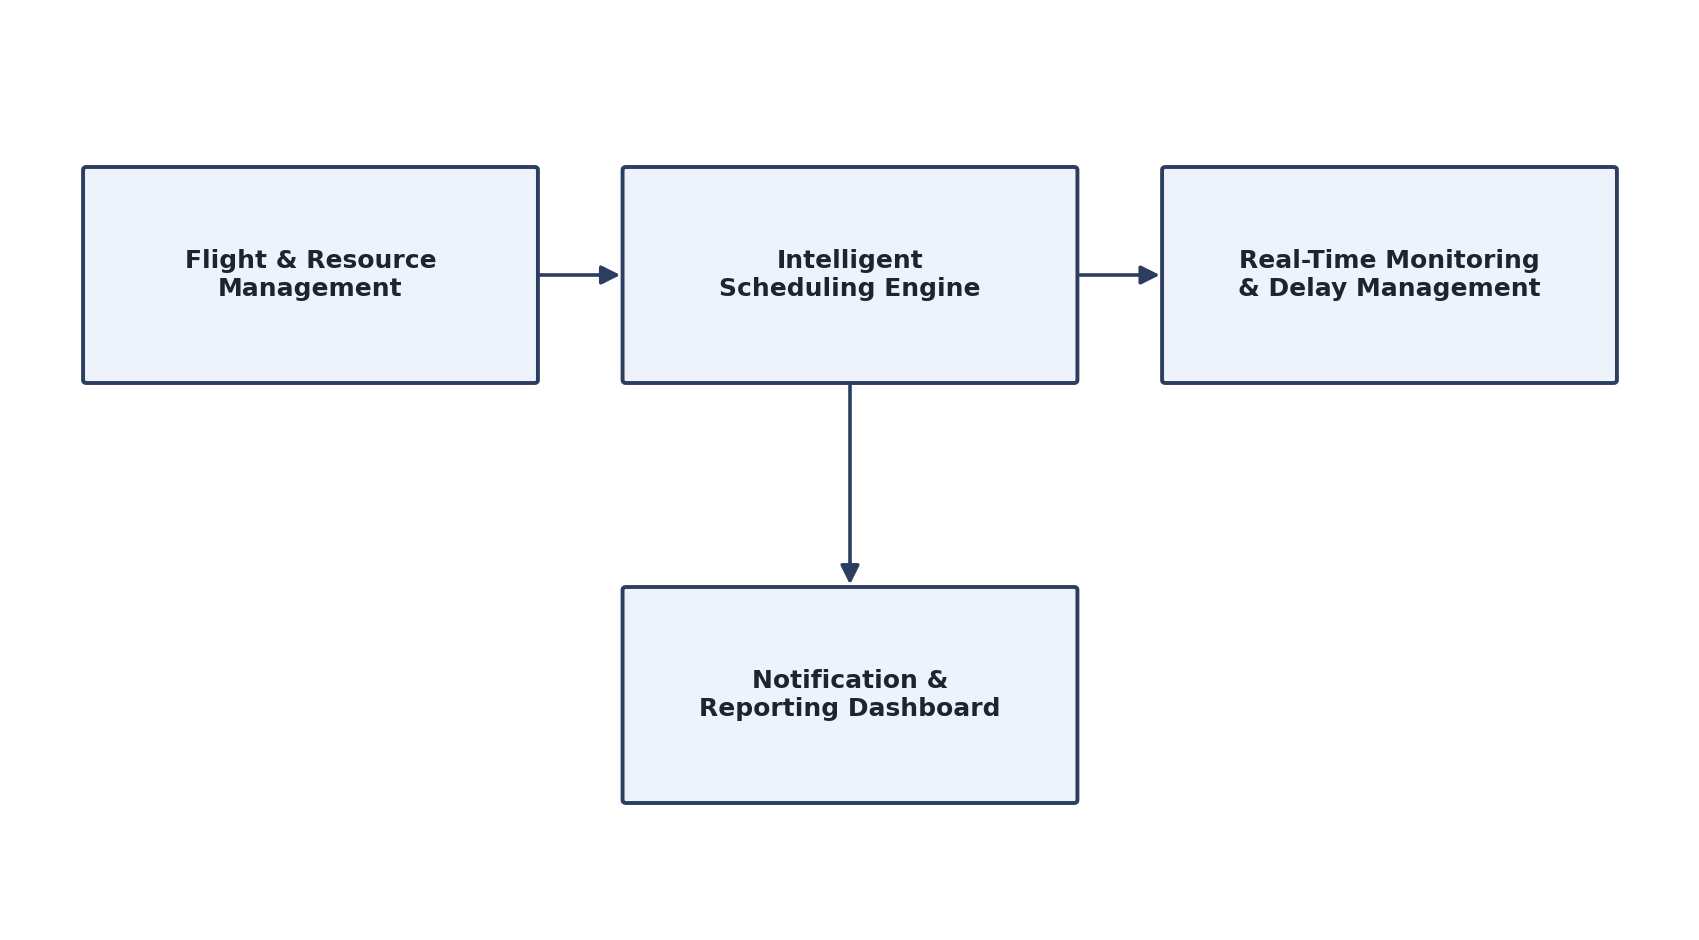 Flight & Resource
Management
Intelligent
Scheduling Engine
Real-Time Monitoring
& Delay Management
Notification &
Reporting Dashboard